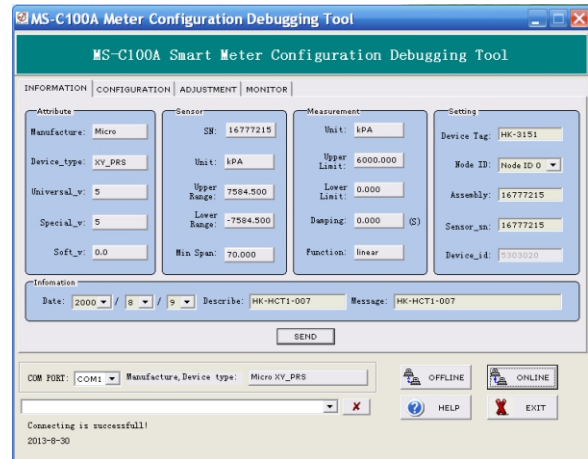 MS-C100A Meter Configuration Debugging Tool
MS-C100A Smart Meter Configuration Debugging Tool
INFORMATION CONFIGURATION ADJUSTMENT MONITOR
Attribute
Manufacture: Micro
Device_type: XY_PRS
Universal_v: 5
Special_v: 5
Soft_v: 0.0
Sensor
SN: 16777215
Unit: kPA
Upper Range: 7584.500
Lower Range: -7584.500
Min Span: 70.000
Measurement
Unit: kPA
Upper Limit: 6000.000
Lower Limit: 0.000
Damping: 0.000 (S)
Function: linear
Setting
Device Tag: HK-3151
Node ID: Node ID 0
Assembly: 16777215
Sensor_sn: 16777215
Device_id: 5303020
Infomation
Date: 2000 / 8 / 9 Describe: HK-HCT1-007 Message: HK-HCT1-007
SEND
COM PORT: COM1 Manufacture,Device type: Micro XY_PRS
OFFLINE ONLINE
HELP EXIT
Connecting is successfull!
2013-8-30